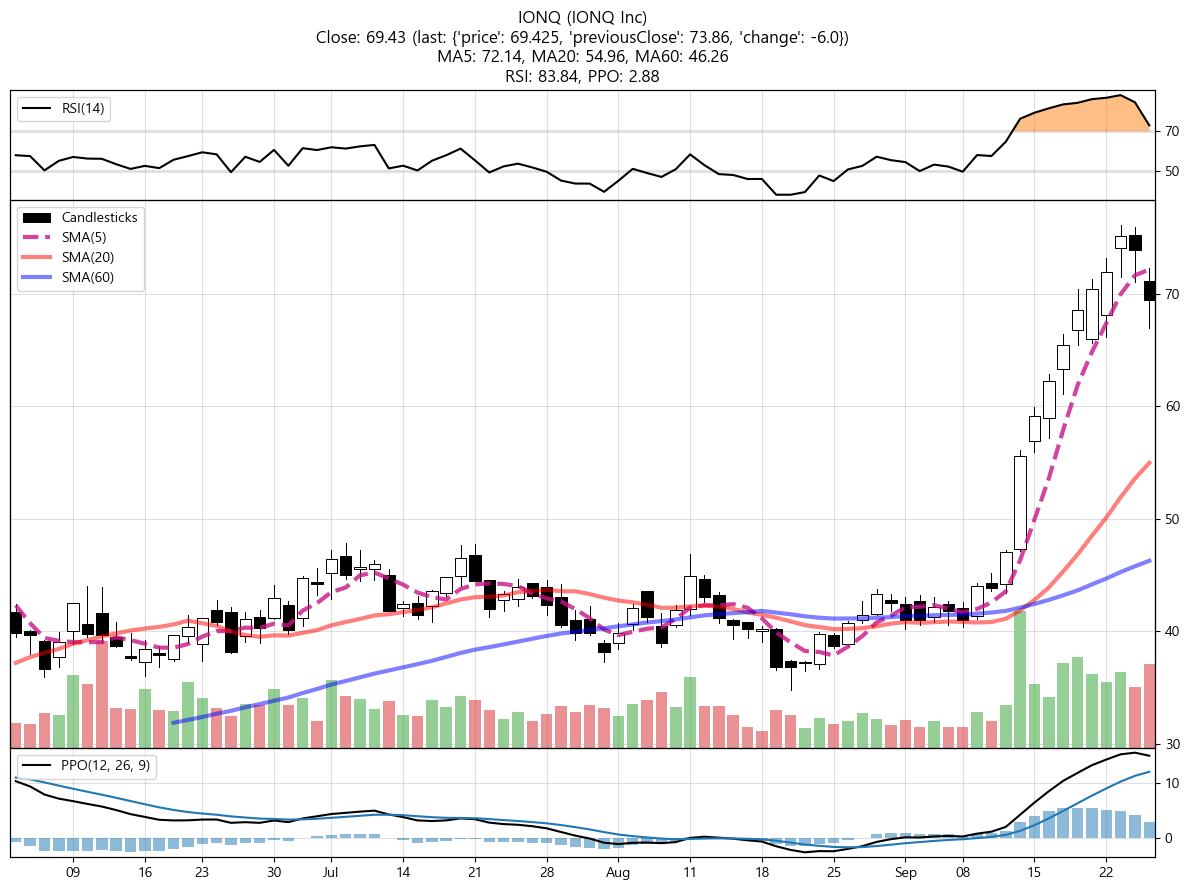 IONQ (IONQ Inc)
Close: 69.43 (last: {'price': 69.425, 'previousClose': 73.86, 'change': -6.0})
MA5: 72.14, MA20: 54.96, MA60: 46.26
RSI: 83.84, PPO: 2.88
RSI(14)
70
50
Candlesticks
SMA(5)
SMA(20)
SMA(60)
70
60
50
40
30
PPO(12, 26, 9)
10
0
09 16 23 30 Jul 14 21 28 Aug 11 18 25 Sep 08 15 22